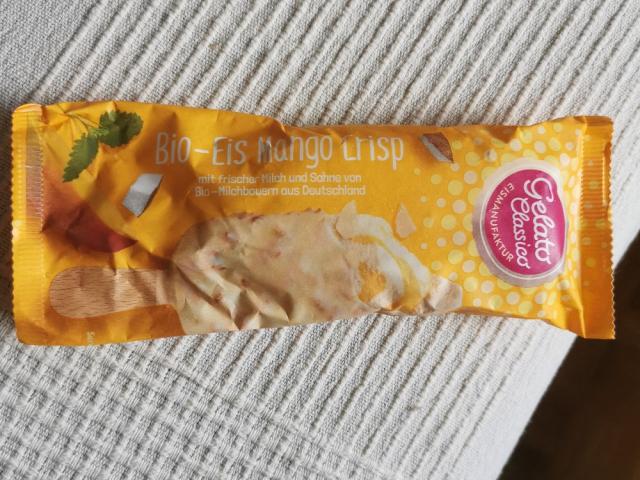 Bio-Eis Mango Crisp
mit frischer Milch und Sahne von
Bio-Milchbauern aus Deutschland
Gelato
Classico
EISMANUFAKTUR